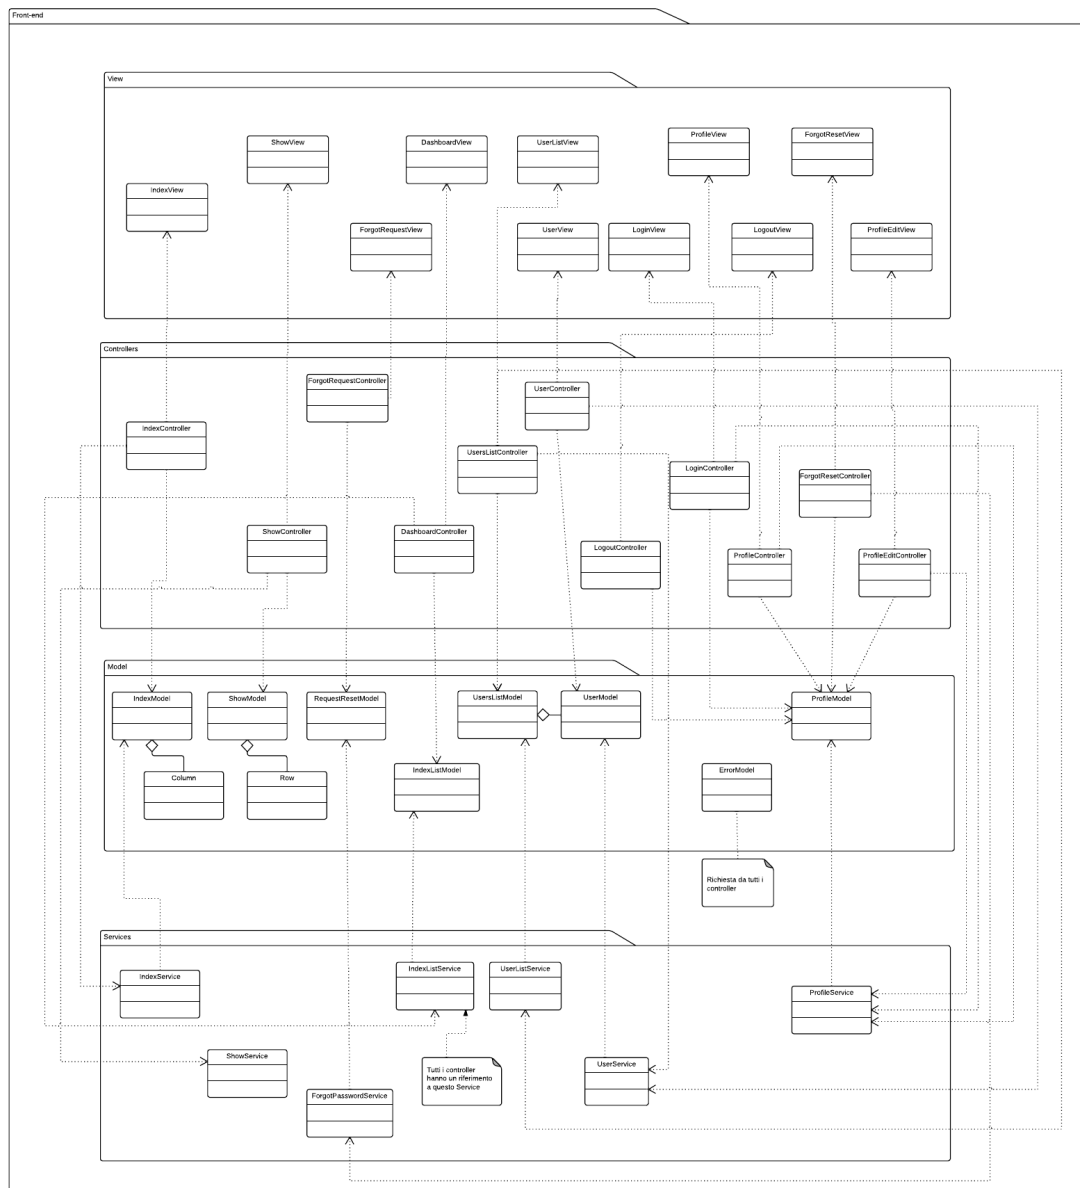 Front-end
View
ShowView
DashboardView
UserListView
ProfileView
ForgotResetView
IndexView
ForgotRequestView
UserView
LoginView
LogoutView
ProfileEditView
Controllers
ForgotRequestController
UserController
IndexController
UsersListController
LoginController
ForgotResetController
ShowController
DashboardController
LogoutController
ProfileController
ProfileEditController
Model
IndexModel
ShowModel
RequestResetModel
UsersListModel
UserModel
ProfileModel
Column
Row
IndexListModel
ErrorModel
Richiesta da tutti i
controller
Services
IndexService
IndexListService
UserListService
ProfileService
ShowService
Tutti i controller
hanno un riferimento
a questo Service
UserService
ForgotPasswordService